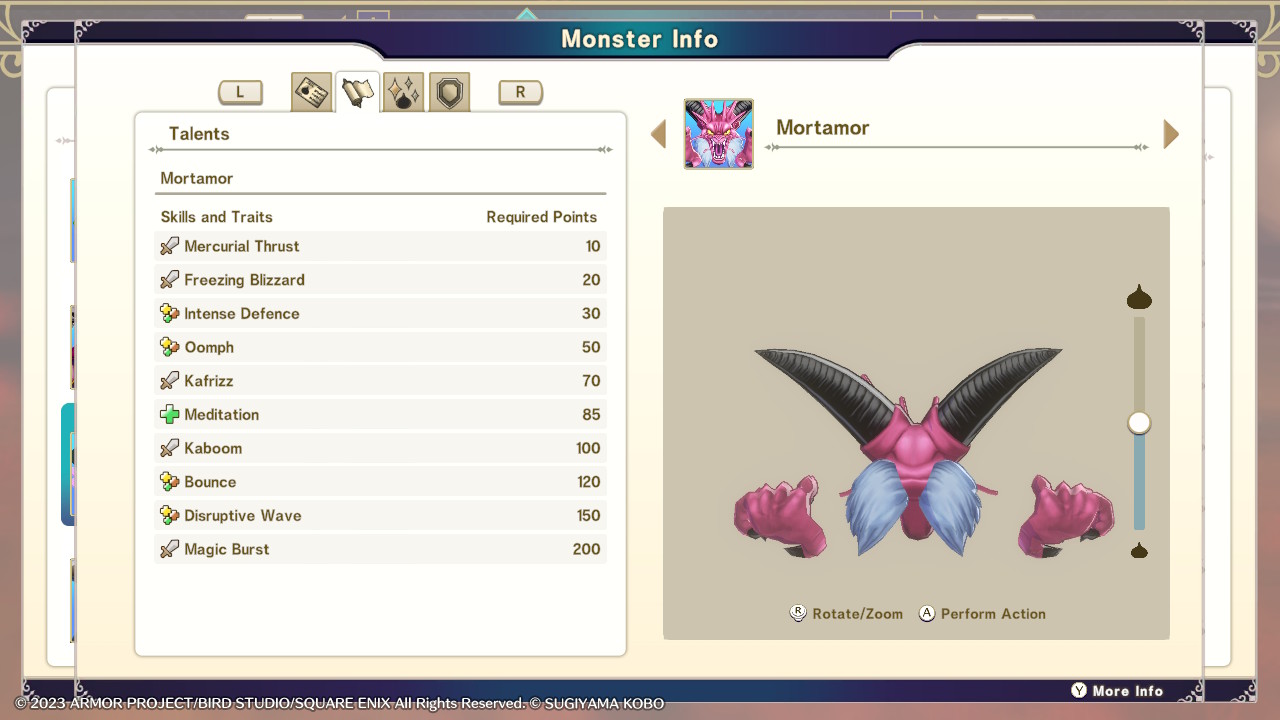 Monster Info
L
R
Talents
Mortamor
Skills and Traits Required Points
Mercurial Thrust 10
Freezing Blizzard 20
Intense Defence 30
Oomph 50
Kafrizz 70
Meditation 85
Kaboom 100
Bounce 120
Disruptive Wave 150
Magic Burst 200
Mortamor
R Rotate/Zoom A Perform Action
Y More Info
© 2023 ARMOR PROJECT/BIRD STUDIO/SQUARE ENIX All Rights Reserved. © SUGIYAMA KOBO